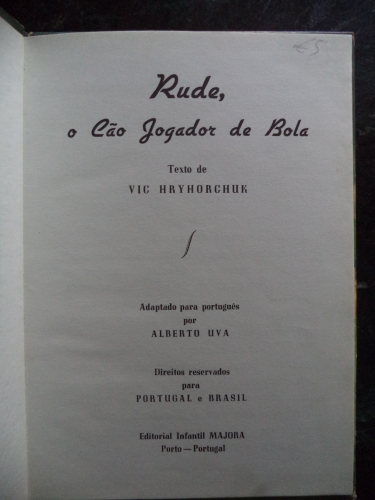 €5
Rude,
o Cão Jogador de Bola
Texto de
VIC HRYHORCHUK
Adaptado para português
por
ALBERTO UVA
Direitos reservados
para
PORTUGAL e BRASIL
Editorial Infantil MAJORA
Porto — Portugal